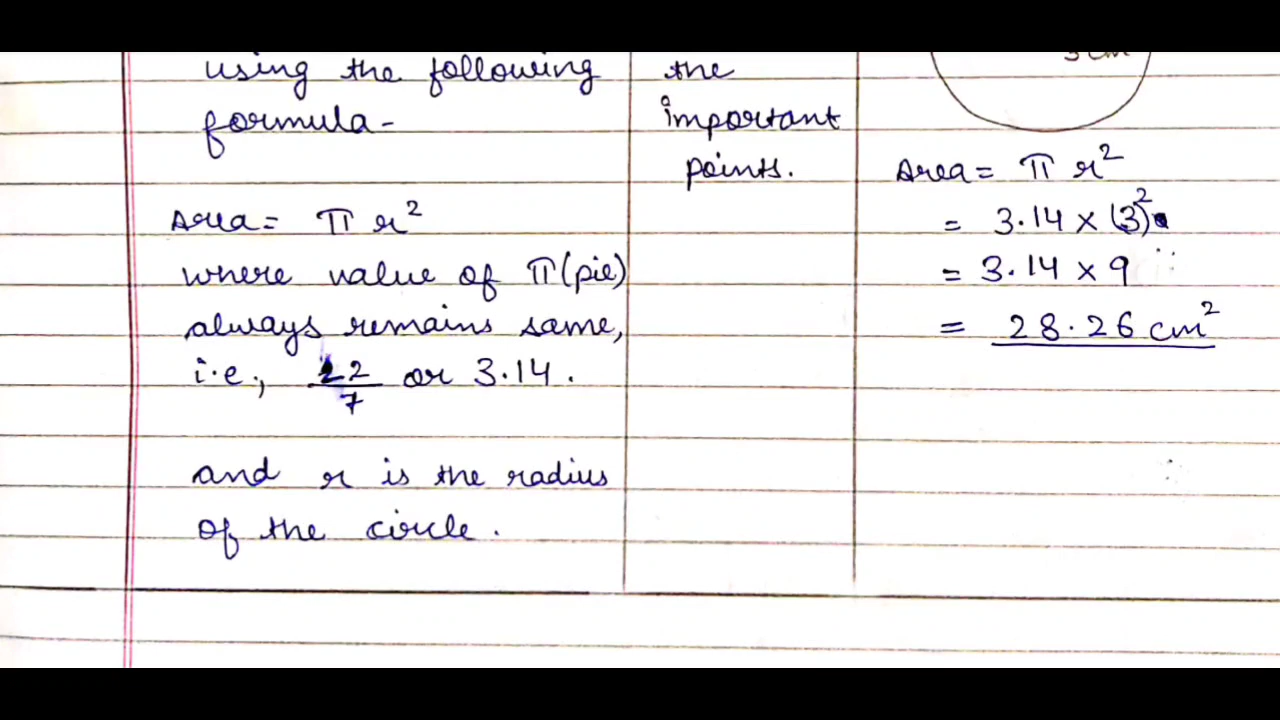 using the following
formula-
Area = π r²
where value of π (pie)
always remains same,
i.e., 22/7 or 3.14.
and r is the radius
of the circle.
the
important
points.
3 cm
Area = π r²
= 3.14 × (3)²
= 3.14 × 9
= 28.26 cm²